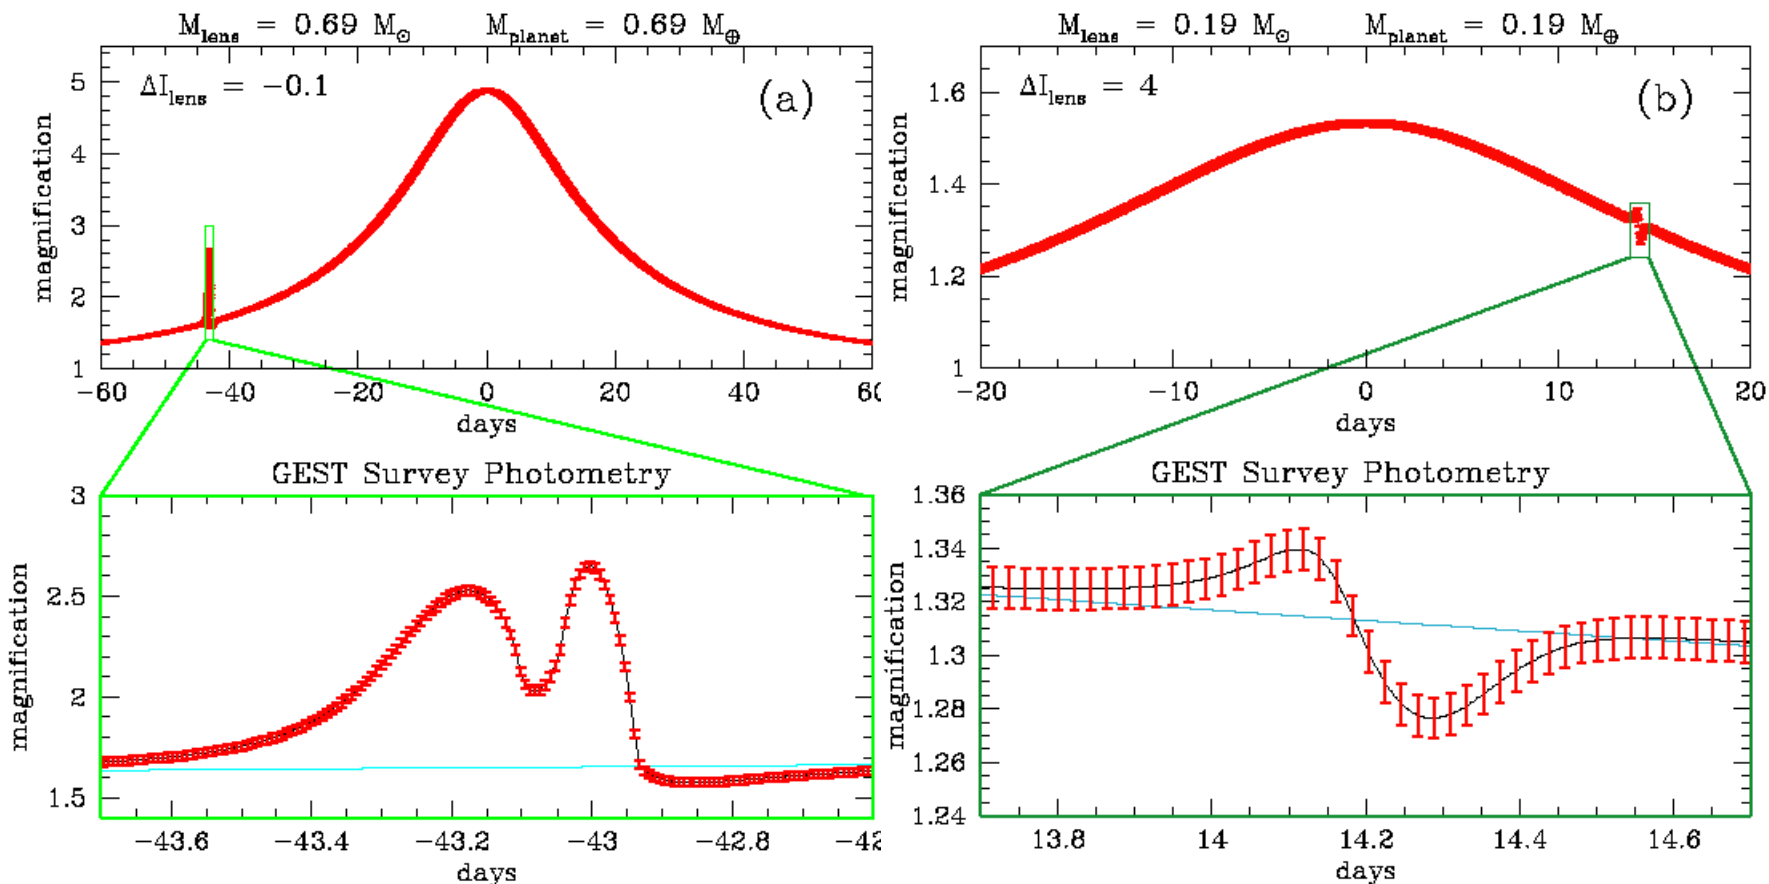 M_lens = 0.69 M_⊙ M_planet = 0.69 M_⊕
ΔI_lens = −0.1
(a)
magnification
5
4
3
2
1
−60 −40 −20 0 20 40 60
days
GEST Survey Photometry
magnification
3
2.5
2
1.5
−43.6 −43.4 −43.2 −43 −42.8 −42
days
M_lens = 0.19 M_⊙ M_planet = 0.19 M_⊕
ΔI_lens = 4
(b)
magnification
1.6
1.4
1.2
1
−20 −10 0 10 20
days
GEST Survey Photometry
magnification
1.36
1.34
1.32
1.3
1.28
1.26
1.24
13.8 14 14.2 14.4 14.6
days